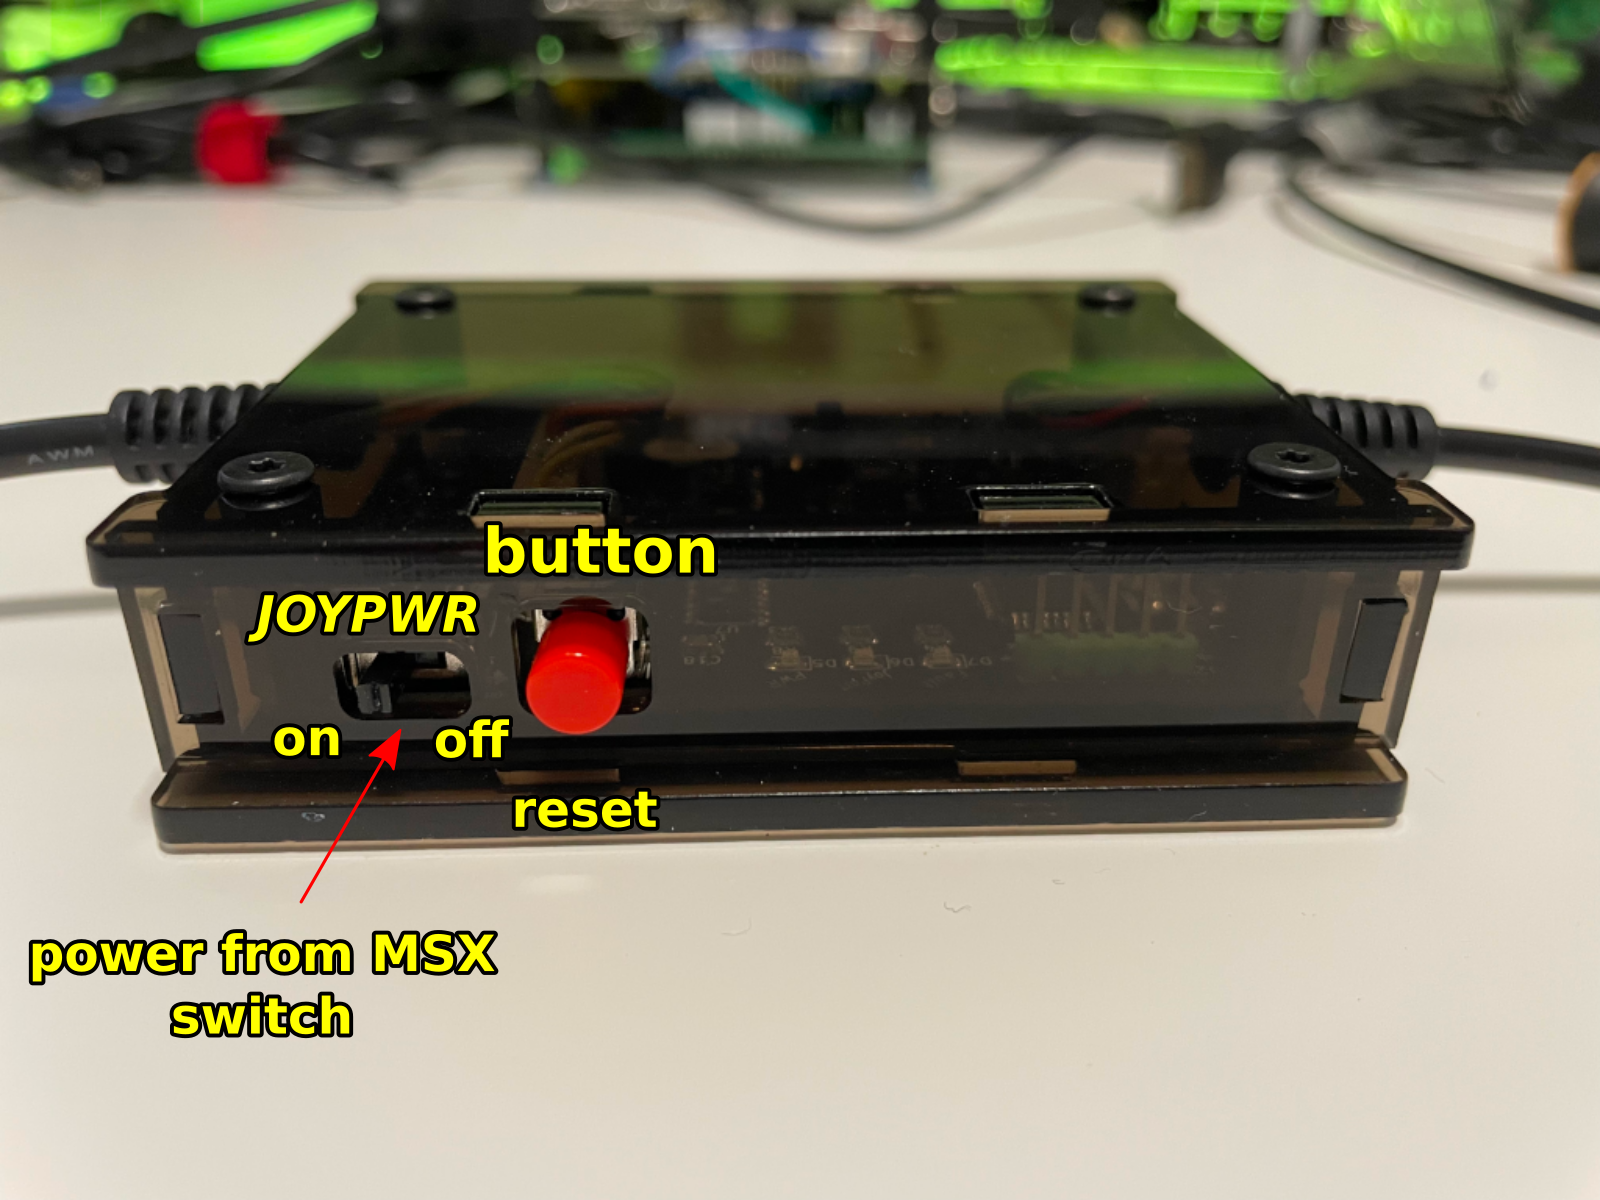 AWM
button
JOYPWR
on
off
reset
power from MSX
switch